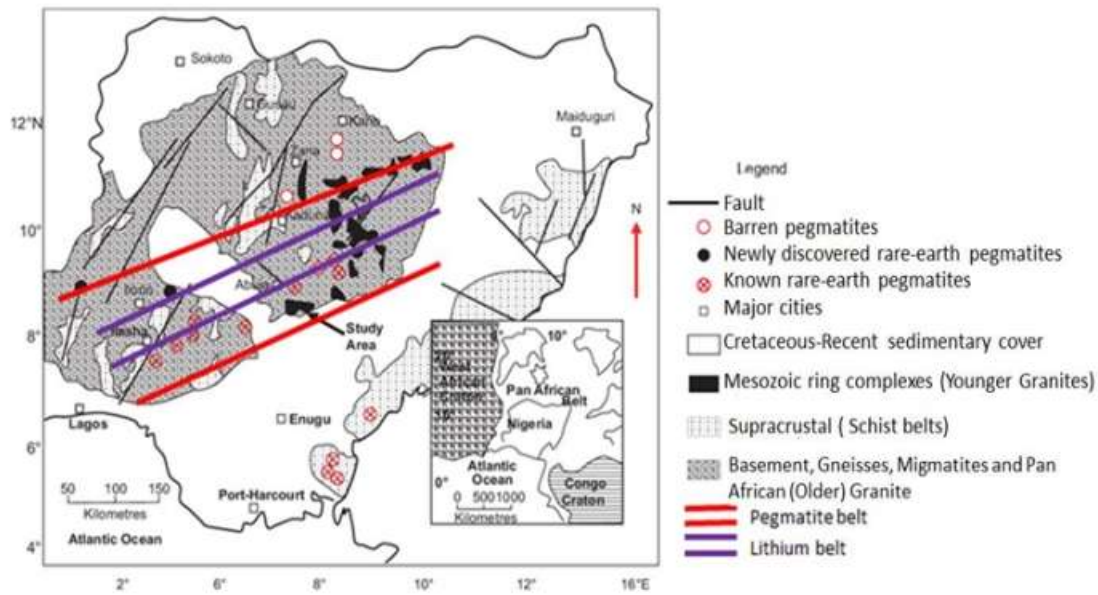 Sokoto
Gusau
Maiduguri
12°N
Kano
Zaria
Legend
Fault
N
Barren pegmatites
Kaduna
10°
Newly discovered rare-earth pegmatites
Known rare-earth pegmatites
Abuja
Ilorin
Major cities
8°
Study
Area
Cretaceous-Recent sedimentary cover
10°
Mesozoic ring complexes (Younger Granites)
West
African
Craton
Pan African
Belt
Enugu
Lagos
Nigeria
Supracrustal ( Schist belts)
6°
Atlantic
Ocean
Basement, Gneisses, Migmatites and Pan
African (Older) Granite
0°
50 100 150
Kilometres
Port-Harcourt
0 5001000
Kilometres
Congo
Craton
Pegmatite belt
Atlantic Ocean
Lithium belt
4°
2° 4° 6° 8° 10° 14° 16°E